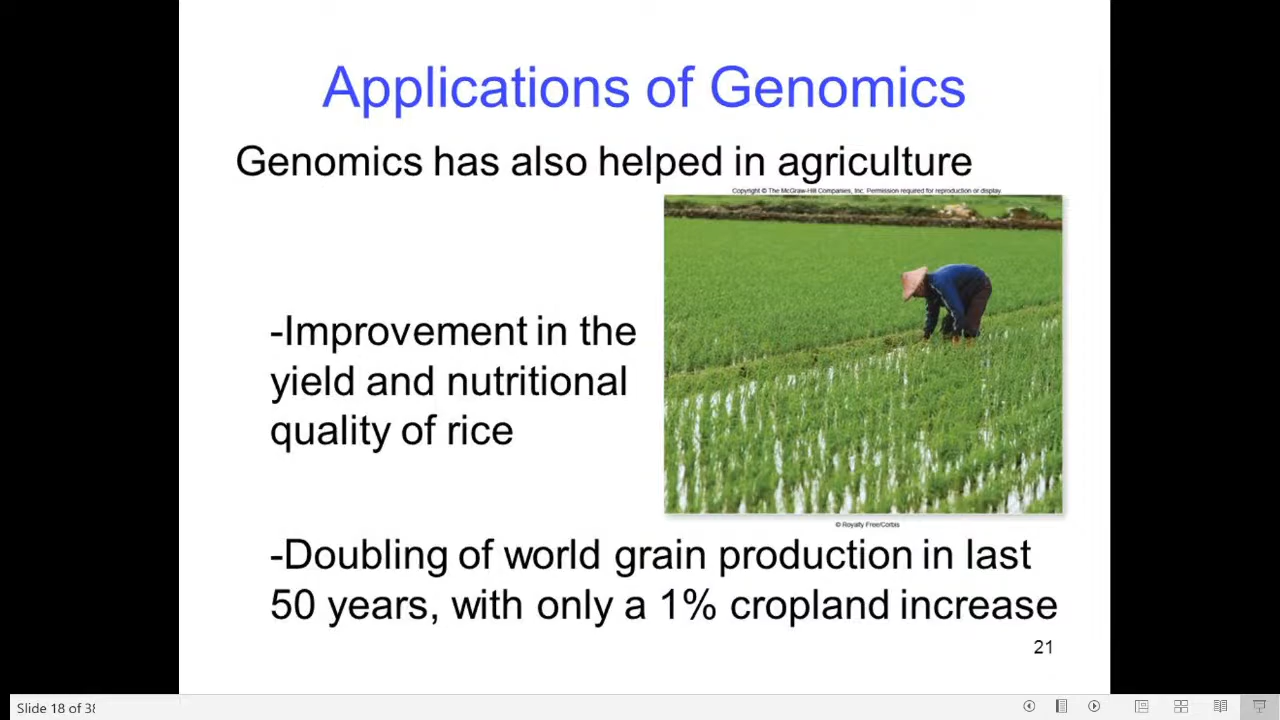 Applications of Genomics
Genomics has also helped in agriculture
Copyright © The McGraw-Hill Companies, Inc. Permission required for reproduction or display.
-Improvement in the
yield and nutritional
quality of rice
© Royalty Free/Corbis
-Doubling of world grain production in last
50 years, with only a 1% cropland increase
21
Slide 18 of 38